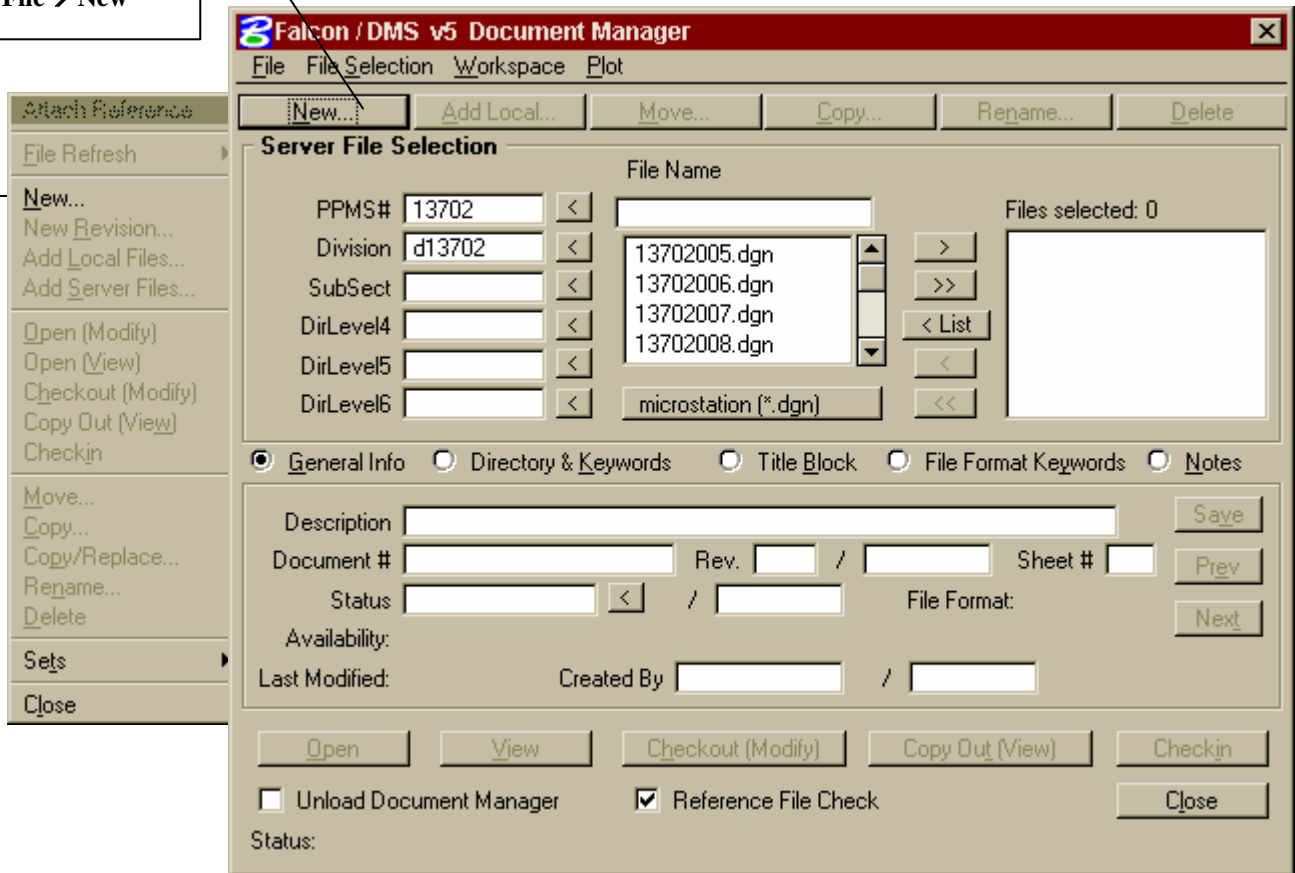 File → New
Falcon / DMS v5 Document Manager
File File Selection Workspace Plot
New... Add Local... Move... Copy... Rename... Delete
Attach Reference
File Refresh
New...
New Revision...
Add Local Files...
Add Server Files...
Open (Modify)
Open (View)
Checkout (Modify)
Copy Out (View)
Checkin
Move...
Copy...
Copy/Replace...
Rename...
Delete
Sets
Close
Server File Selection
File Name
PPMS# 13702 < Files selected: 0
Division d13702 <
SubSect <
DirLevel4 <
DirLevel5 <
DirLevel6 <
13702005.dgn
13702006.dgn
13702007.dgn
13702008.dgn
microstation (*.dgn)
>
>>
< List
<
<<
General Info Directory & Keywords Title Block File Format Keywords Notes
Description Save
Document # Rev. / Sheet # Prev
Status < / File Format: Next
Availability:
Last Modified: Created By /
Open View Checkout (Modify) Copy Out (View) Checkin
Unload Document Manager Reference File Check Close
Status: